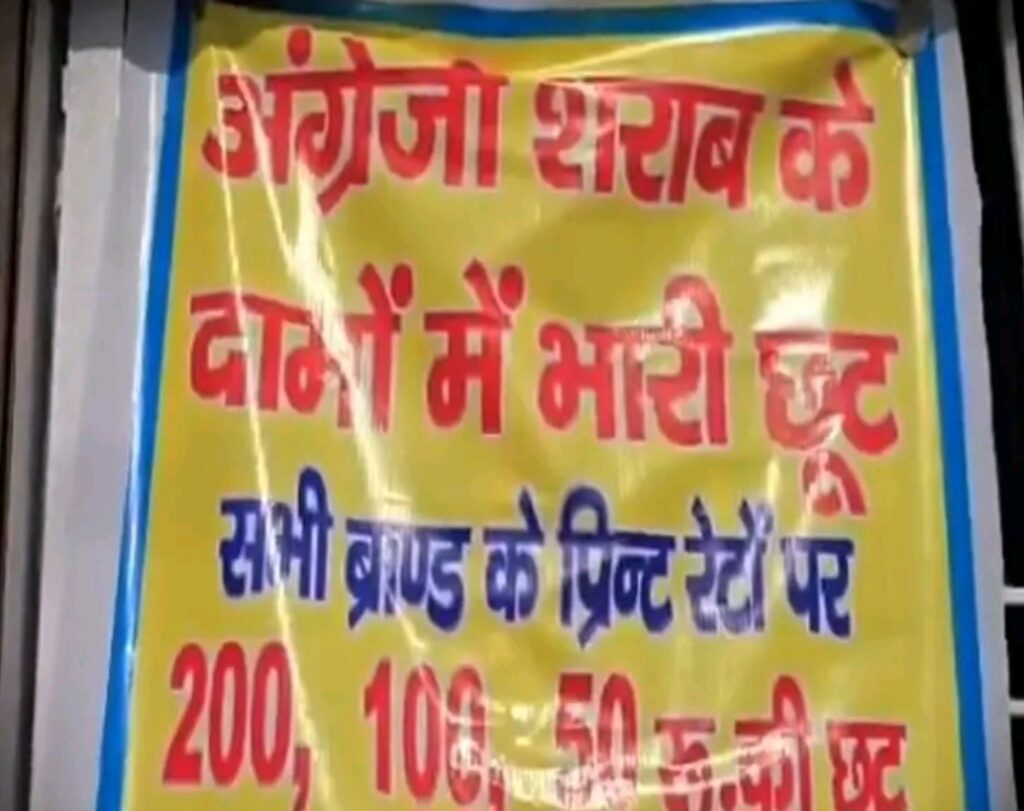 अंग्रेजी शराब के
दामों में भारी छूट
सभी ब्राण्ड के प्रिन्ट रेटों पर
200, 100, 50 रू.की छूट